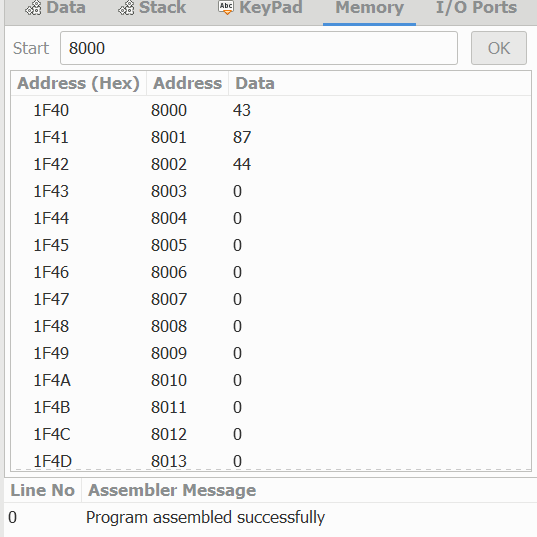 Data Stack Abc KeyPad Memory I/O Ports
Start 8000 OK
Address (Hex) Address Data
1F40 8000 43
1F41 8001 87
1F42 8002 44
1F43 8003 0
1F44 8004 0
1F45 8005 0
1F46 8006 0
1F47 8007 0
1F48 8008 0
1F49 8009 0
1F4A 8010 0
1F4B 8011 0
1F4C 8012 0
1F4D 8013 0
Line No Assembler Message
0 Program assembled successfully